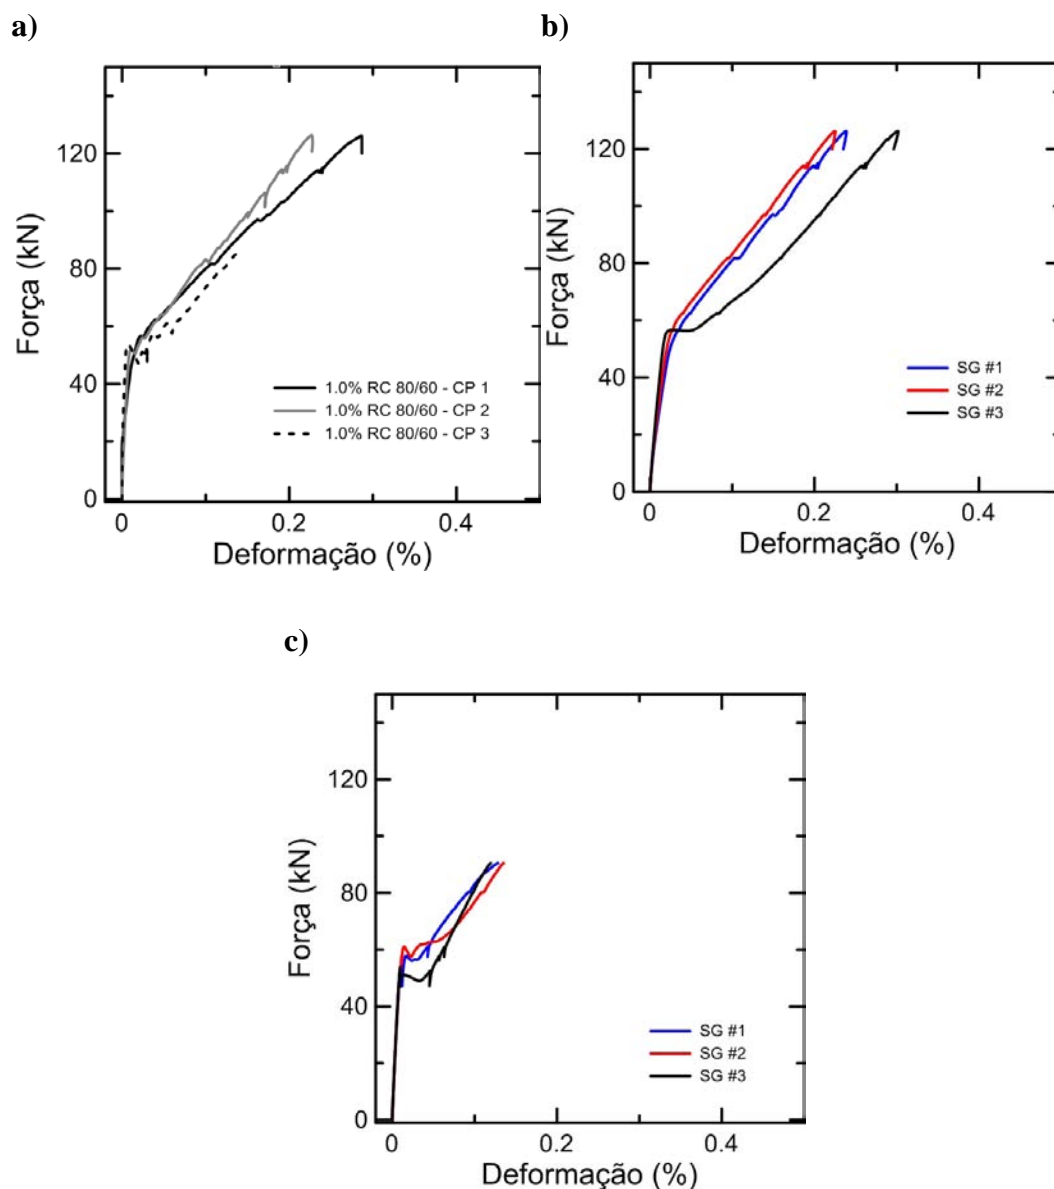 a)
Força (kN)
120
80
40
0
0
0.2
0.4
Deformação (%)
1.0% RC 80/60 - CP 1
1.0% RC 80/60 - CP 2
1.0% RC 80/60 - CP 3
b)
Força (kN)
120
80
40
0
0
0.2
0.4
Deformação (%)
SG #1
SG #2
SG #3
c)
Força (kN)
120
80
40
0
0
0.2
0.4
Deformação (%)
SG #1
SG #2
SG #3